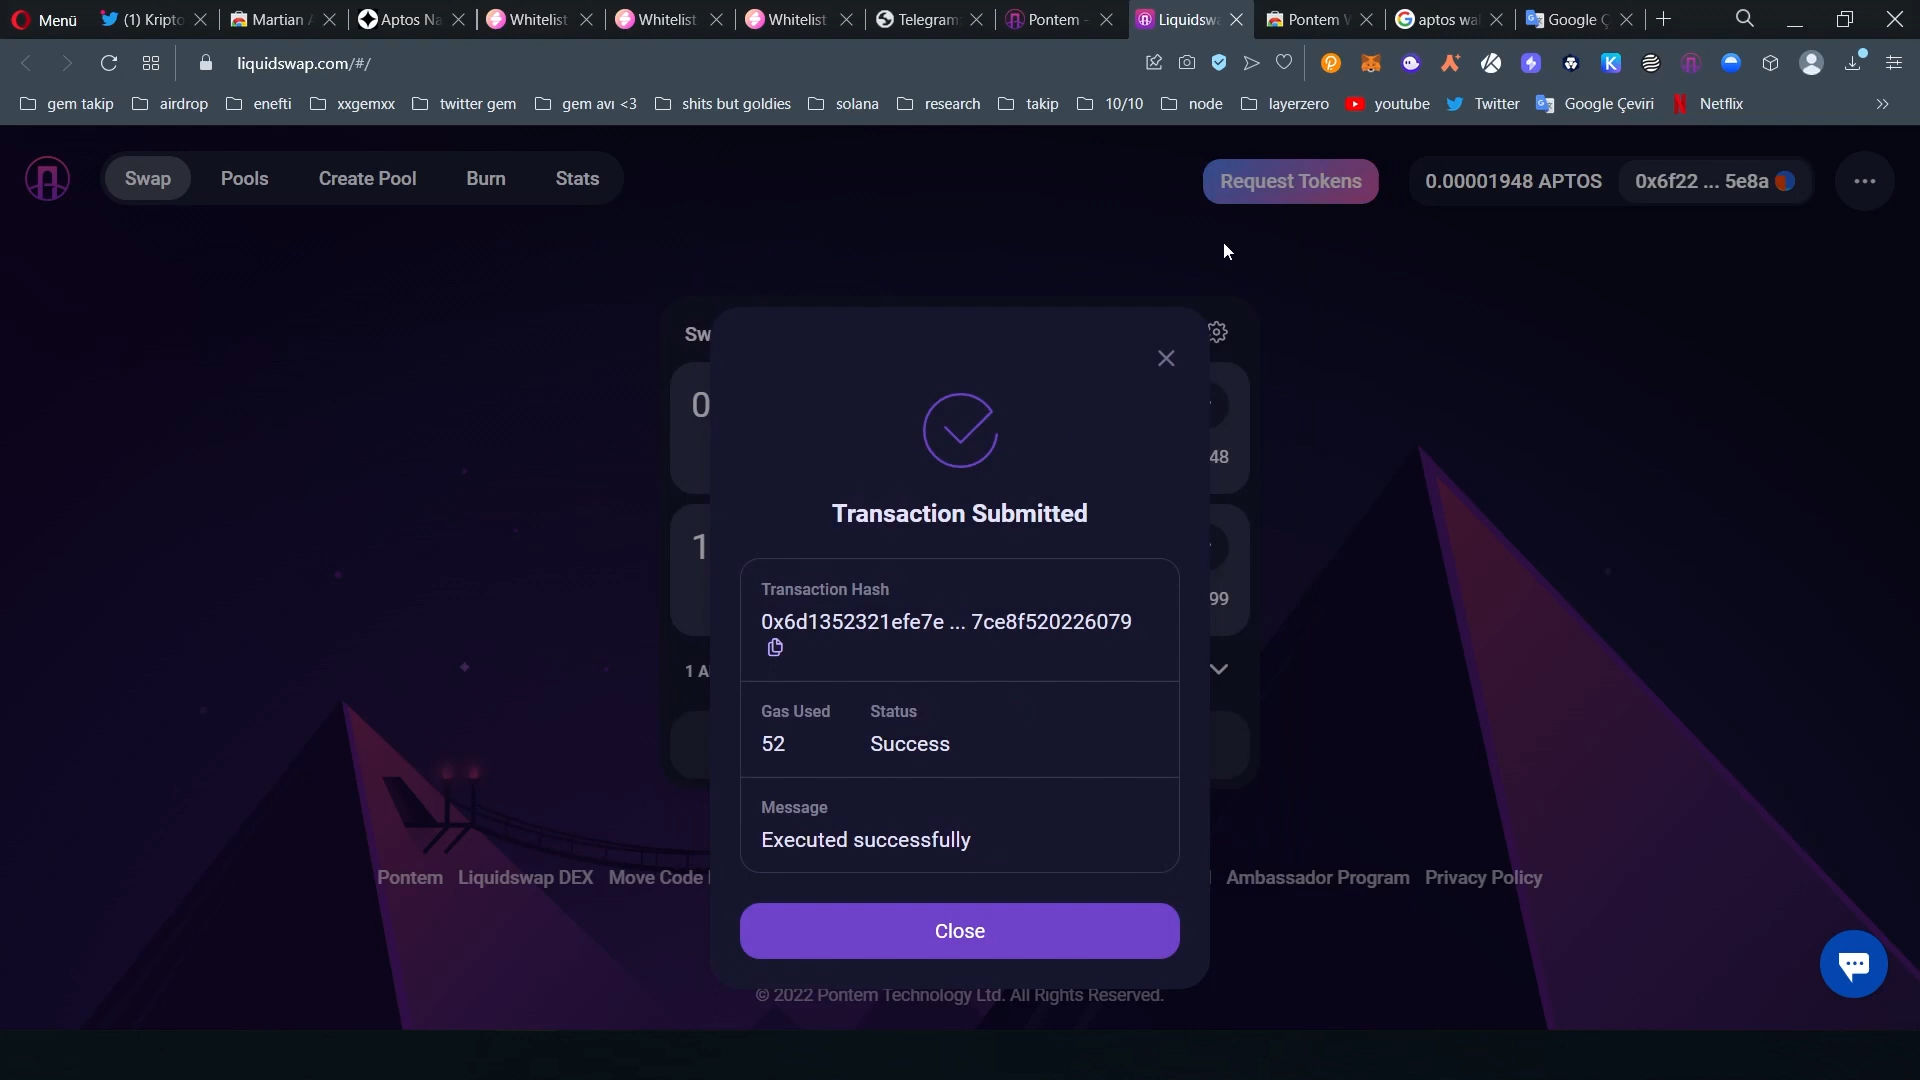 Menü (1) Kripto Martian Aptos Na Whitelist Whitelist Whitelist Telegram Pontem - Liquidswa Pontem aptos wal Google Ç
liquidswap.com/#/
gem takip airdrop enefti xxgemxx twitter gem gem avı <3 shits but goldies solana research takip 10/10 node layerzero youtube Twitter Google Çeviri Netflix »
Swap Pools Create Pool Burn Stats Request Tokens 0.00001948 APTOS 0x6f22 ... 5e8a
Sw
0
48
1
99
1 A
Transaction Submitted
Transaction Hash
0x6d1352321efe7e ... 7ce8f520226079
Gas Used Status
52 Success
Message
Executed successfully
Pontem Liquidswap DEX Move Code Ambassador Program Privacy Policy
Close
© 2022 Pontem Technology Ltd. All Rights Reserved.